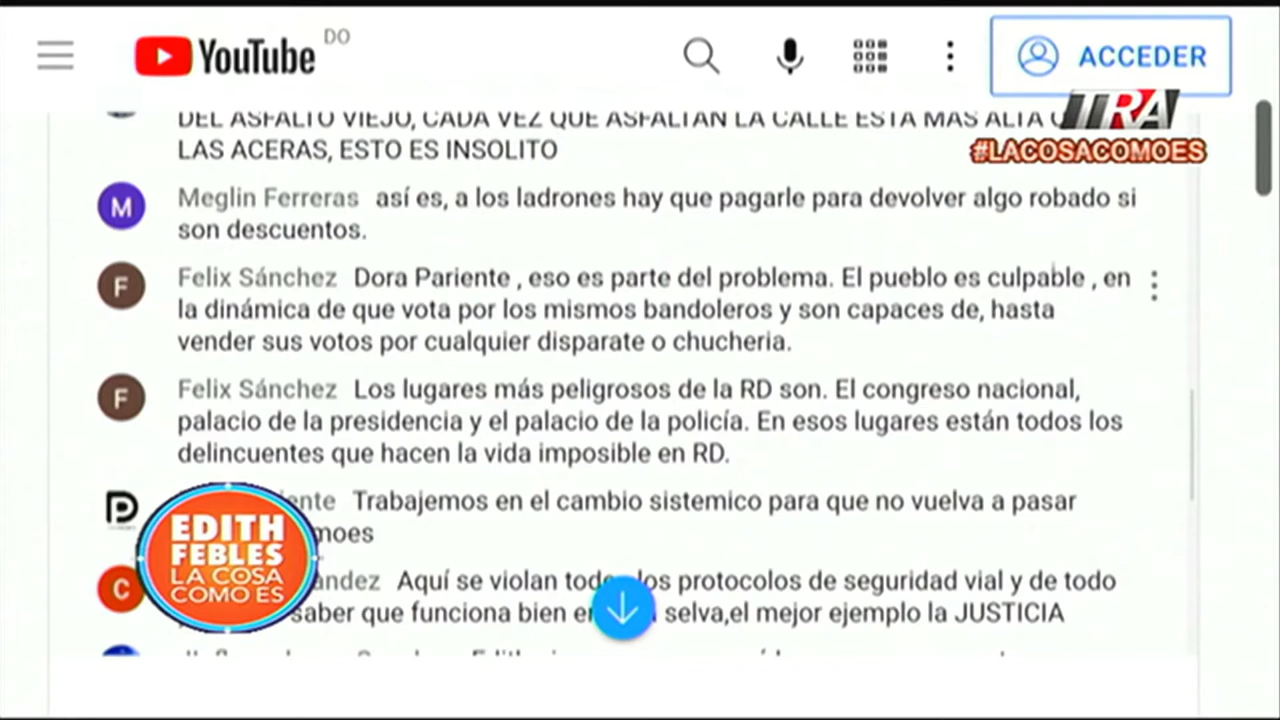 YouTube DO
ACCEDER
TRA
#LACOSACOMOES
DEL ASFALTO VIEJO, CADA VEZ QUE ASFALTAN LA CALLE ESTA MAS ALTA
LAS ACERAS, ESTO ES INSOLITO
M Meglin Ferreras así es, a los ladrones hay que pagarle para devolver algo robado si
son descuentos.
F Felix Sánchez Dora Pariente , eso es parte del problema. El pueblo es culpable , en
la dinámica de que vota por los mismos bandoleros y son capaces de, hasta
vender sus votos por cualquier disparate o chucheria.
F Felix Sánchez Los lugares más peligrosos de la RD son. El congreso nacional,
palacio de la presidencia y el palacio de la policía. En esos lugares están todos los
delincuentes que hacen la vida imposible en RD.
Trabajemos en el cambio sistemico para que no vuelva a pasar
moes
C Aquí se violan los protocolos de seguridad vial y de todo
saber que funciona bien selva,el mejor ejemplo la JUSTICIA
EDITH
FEBLES
LA COSA
COMO ES